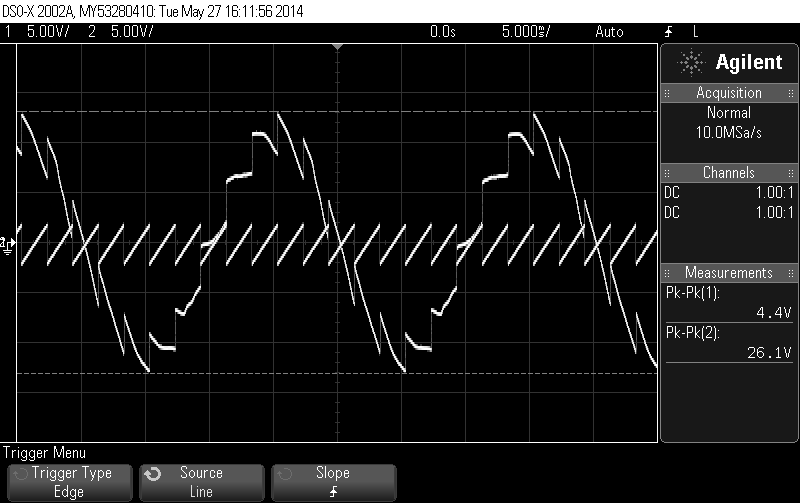 DSO-X 2002A, MY53280410: Tue May 27 16:11:56 2014
1 5.00V/ 2 5.00V/ 0.0s 5.000ms/ Auto L
Agilent
Acquisition
Normal
10.0MSa/s
Channels
DC 1.00:1
DC 1.00:1
Measurements
Pk-Pk(1):
4.4V
Pk-Pk(2):
26.1V
Trigger Menu
Trigger Type
Edge
Source
Line
Slope